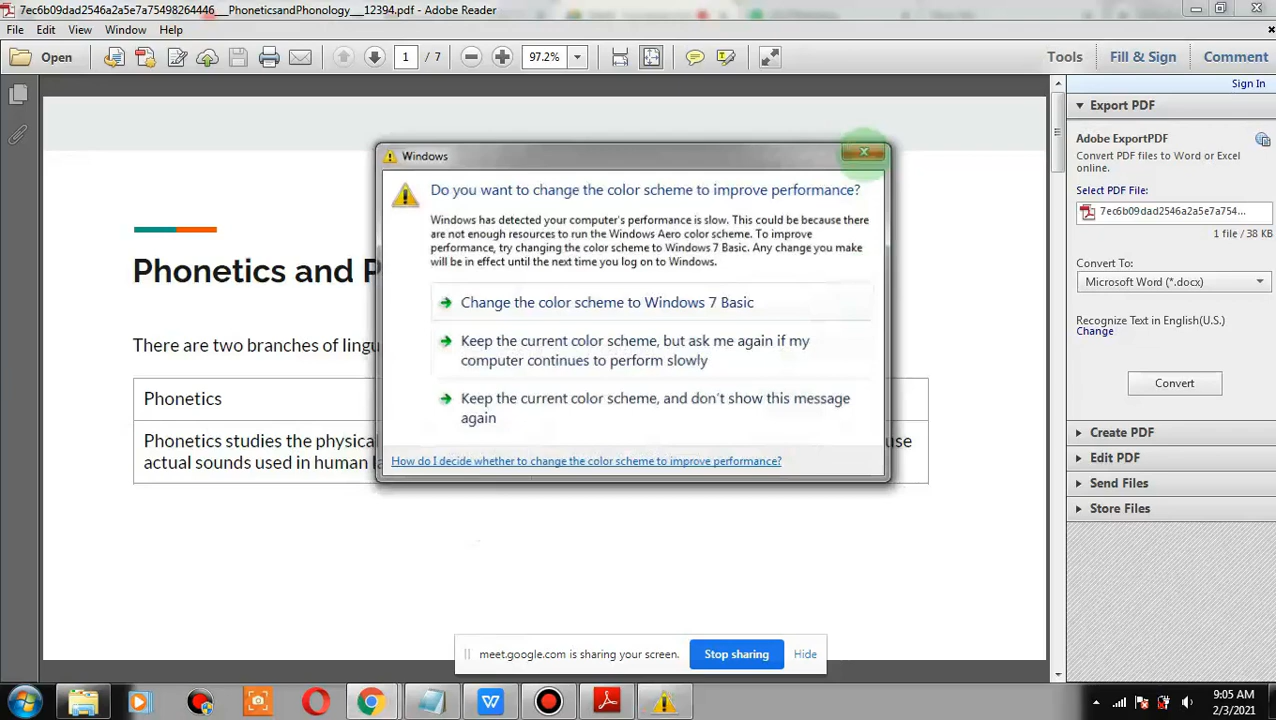 7ec6b09dad2546a2a5e7a75498264446__PhoneticsandPhonology__12394.pdf - Adobe Reader
File Edit View Window Help
Open 1 / 7 97.2% Tools Fill & Sign Comment
Sign In
Export PDF
Adobe ExportPDF
Convert PDF files to Word or Excel
online.
Select PDF File:
7ec6b09dad2546a2a5e7a754...
1 file / 38 KB
Convert To:
Microsoft Word (*.docx)
Recognize Text in English(U.S.)
Change
Convert
Create PDF
Edit PDF
Send Files
Store Files
Phonetics and P
There are two branches of lingu
Phonetics
Phonetics studies the physical
use
actual sounds used in human la
Windows
Do you want to change the color scheme to improve performance?
Windows has detected your computer's performance is slow. This could be because there
are not enough resources to run the Windows Aero color scheme. To improve
performance, try changing the color scheme to Windows 7 Basic. Any change you make
will be in effect until the next time you log on to Windows.
Change the color scheme to Windows 7 Basic
Keep the current color scheme, but ask me again if my
computer continues to perform slowly
Keep the current color scheme, and don't show this message
again
How do I decide whether to change the color scheme to improve performance?
meet.google.com is sharing your screen. Stop sharing Hide
9:05 AM
2/3/2021